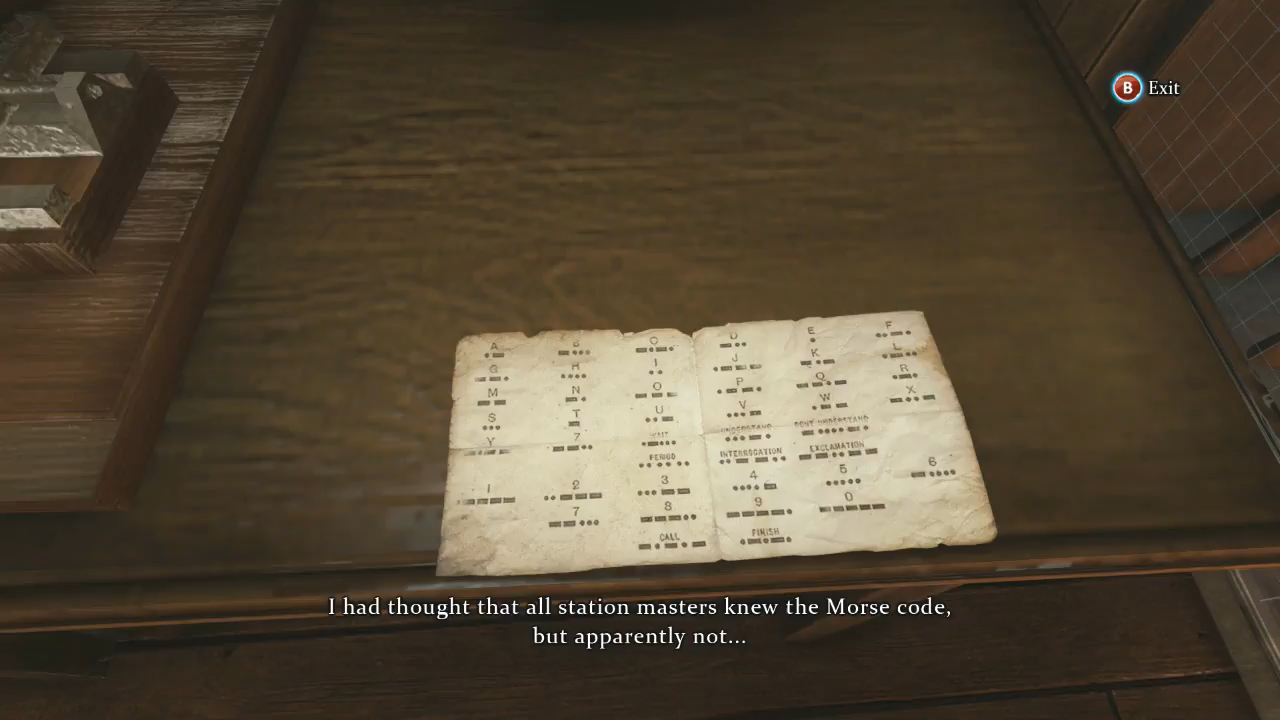 B Exit
A B C D E F
G H I J K L
M N O P Q R
S T U V W X
Y 7 WAIT UNDERSTAND DONT UNDERSTAND
PERIOD INTERROGATION EXCLAMATION
1 2 3 4 5 6
7 8 9 0
CALL FINISH
I had thought that all station masters knew the Morse code,
but apparently not...